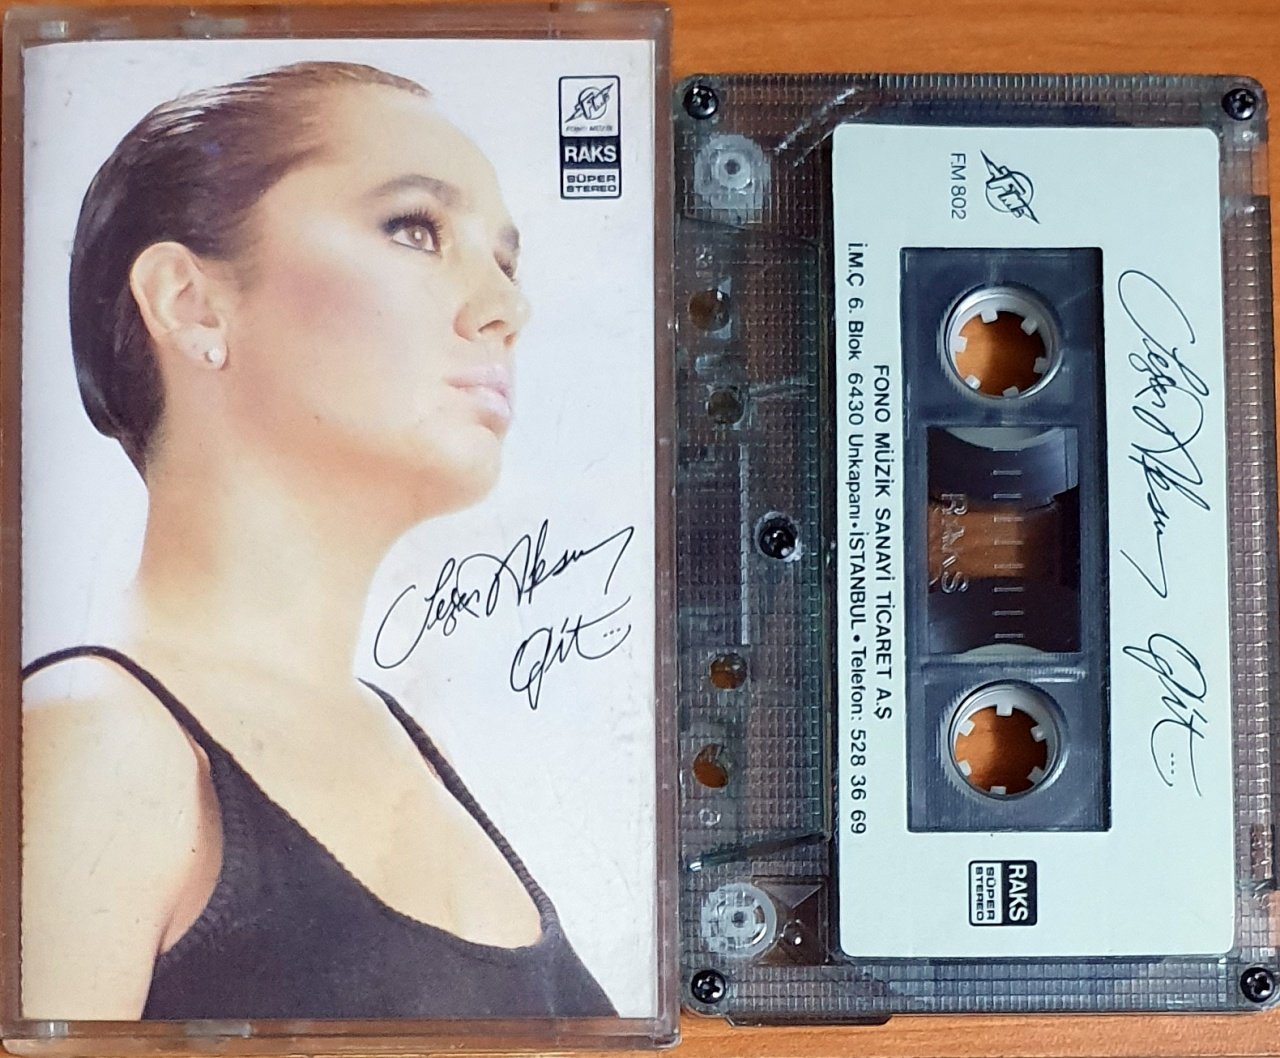 FONO MÜZİK
RAKS
SÜPER
STEREO
Sezen Aksu
Git...
F.M 802
Sezen Aksu Git....
RAKS
FONO MÜZİK SANAYİ TİCARET A.Ş
İ.M.Ç 6. Blok 6430 Unkapanı • İSTANBUL • Telefon: 528 36 69
RAKS
SÜPER
STEREO